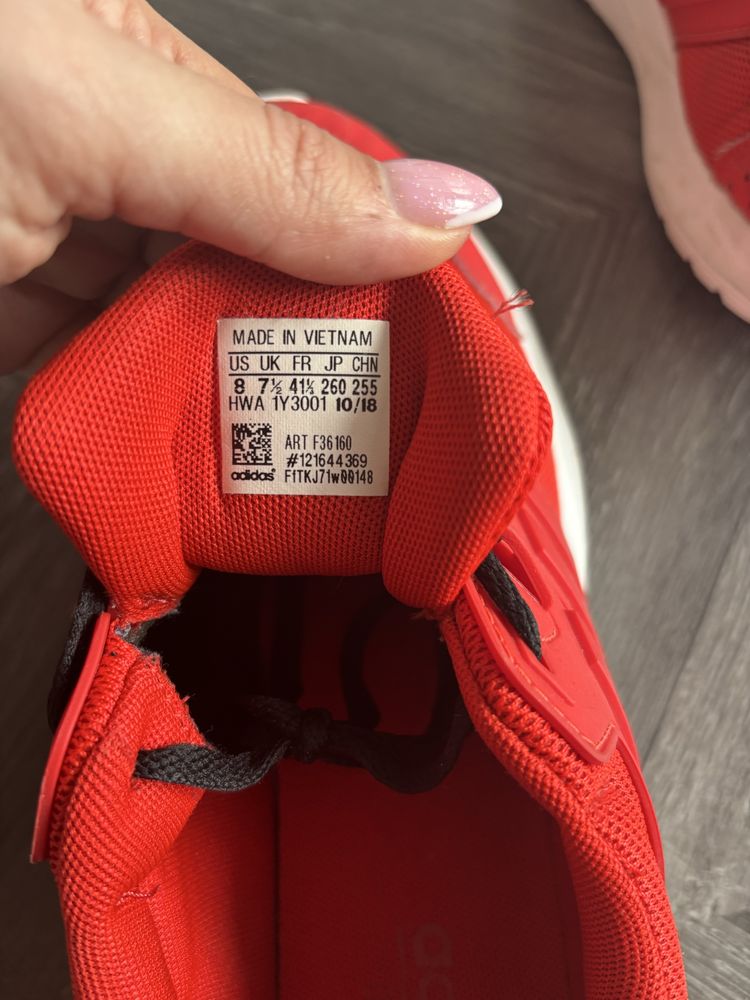 MADE IN VIETNAM
US UK FR JP CHN
8 7½ 41⅓ 260 255
HWA 1Y3001 10/18
ART F36160
#121644369
adidas® F1TKJ71w00148